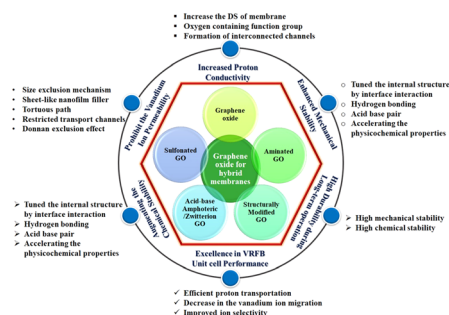 Increase the DS of membrane
Oxygen containing function group
Formation of interconnected channels
Increased Proton
Conductivity
Size exclusion mechanism
Sheet-like nanofilm filler
Tortuous path
Restricted transport channels
Donnan exclusion effect
Prohibit the Vanadium
Ion Permeability
Enhanced Mechanical
Stability
Tuned the internal structure
by interface interaction
Hydrogen bonding
Acid base pair
Accelerating the
physicochemical properties
Graphene
oxide
Sulfonated
GO
Aminated
GO
Graphene
oxide for
hybrid
membranes
Acid-base
Amphoteric
/Zwitterion
GO
Structurally
Modified
GO
Tuned the internal structure
by interface interaction
Hydrogen bonding
Acid base pair
Accelerating the
physicochemical properties
Augmenting the
Chemical Stability
High Durability during
Long-term operation
High mechanical stability
High chemical stability
Excellence in VRFB
Unit cell Performance
Efficient proton transportation
Decrease in the vanadium ion migration
Improved ion selectivity